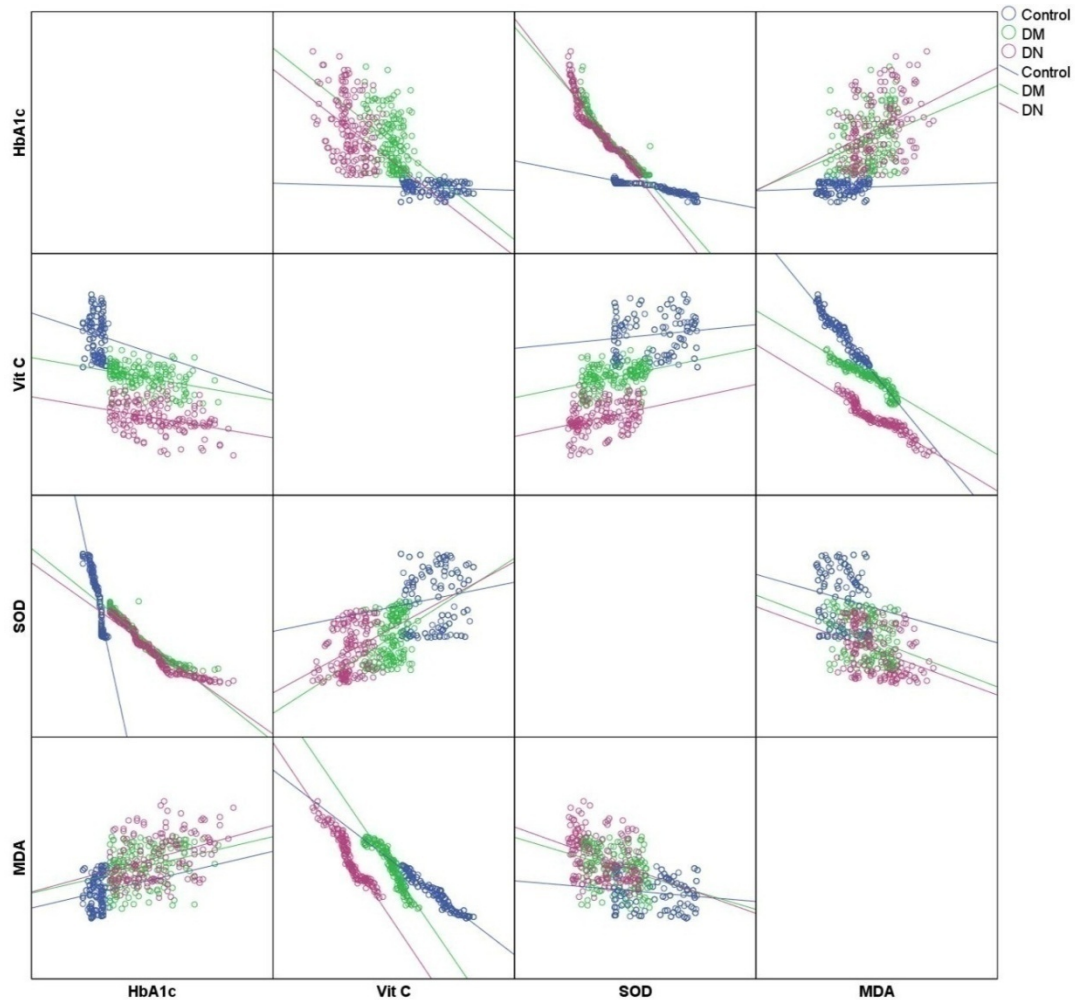 Control
DM
DN
Control
DM
DN
HbA1c
Vit C
SOD
MDA
HbA1c
Vit C
SOD
MDA